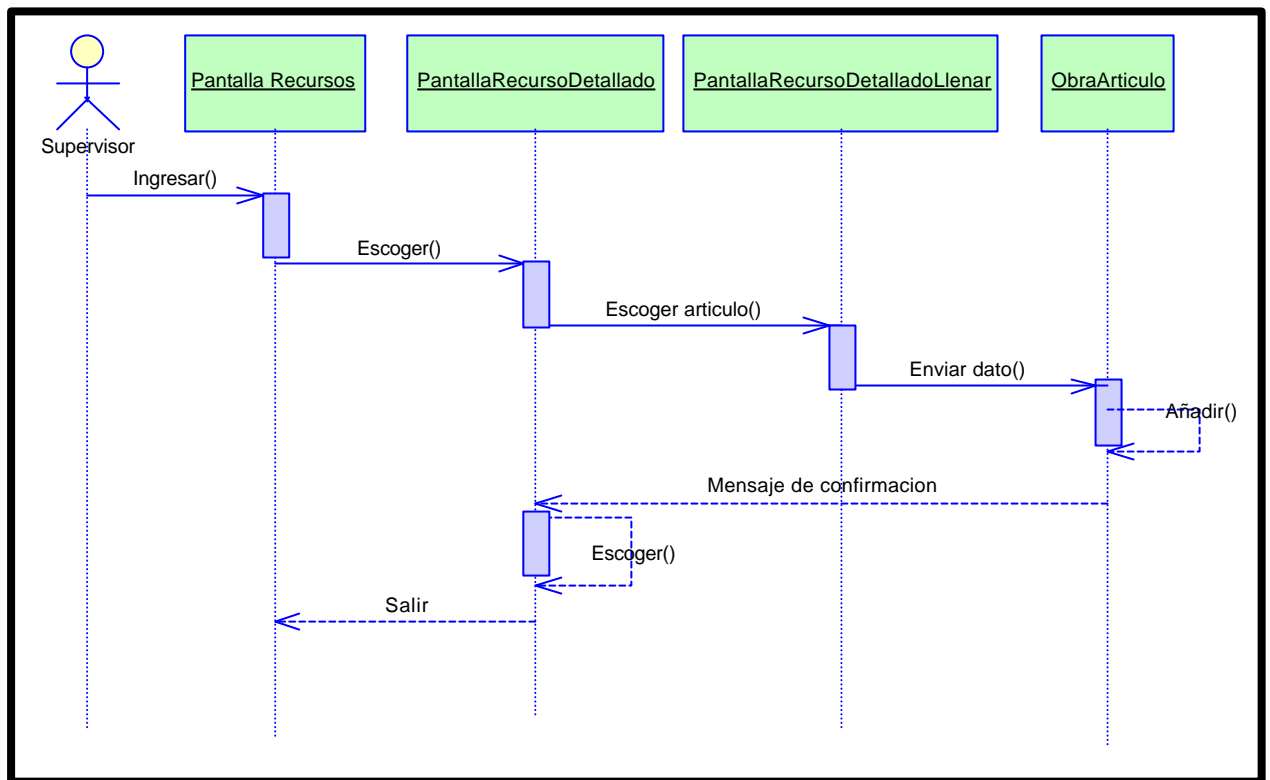 Pantalla Recursos
PantallaRecursoDetallado
PantallaRecursoDetalladoLlenar
ObraArticulo
Supervisor
Ingresar()
Escoger()
Escoger articulo()
Enviar dato()
Añadir()
Mensaje de confirmacion
Escoger()
Salir